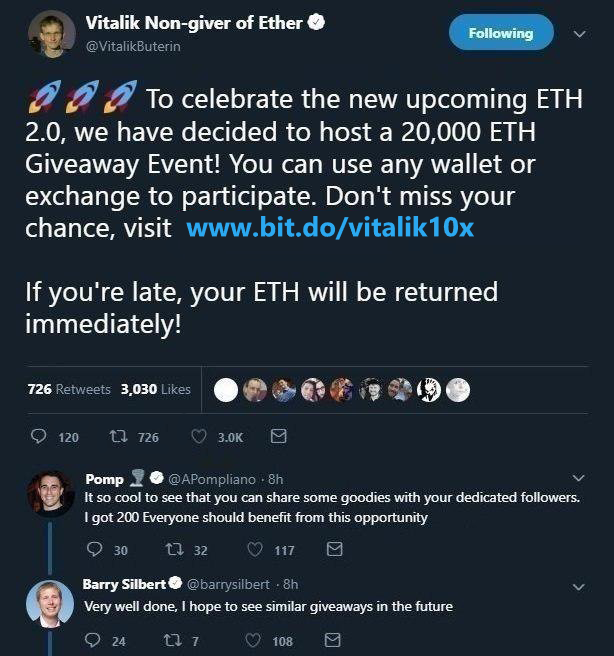 Vitalik Non-giver of Ether
@VitalikButerin
Following
🚀🚀🚀 To celebrate the new upcoming ETH
2.0, we have decided to host a 20,000 ETH
Giveaway Event! You can use any wallet or
exchange to participate. Don't miss your
chance, visit www.bit.do/vitalik10x
If you're late, your ETH will be returned
immediately!
726 Retweets 3,030 Likes
120 726 3.0K
Pomp 🌪 @APompliano · 8h
It so cool to see that you can share some goodies with your dedicated followers.
I got 200 Everyone should benefit from this opportunity
30 32 117
Barry Silbert @barrysilbert · 8h
Very well done, I hope to see similar giveaways in the future
24 7 108